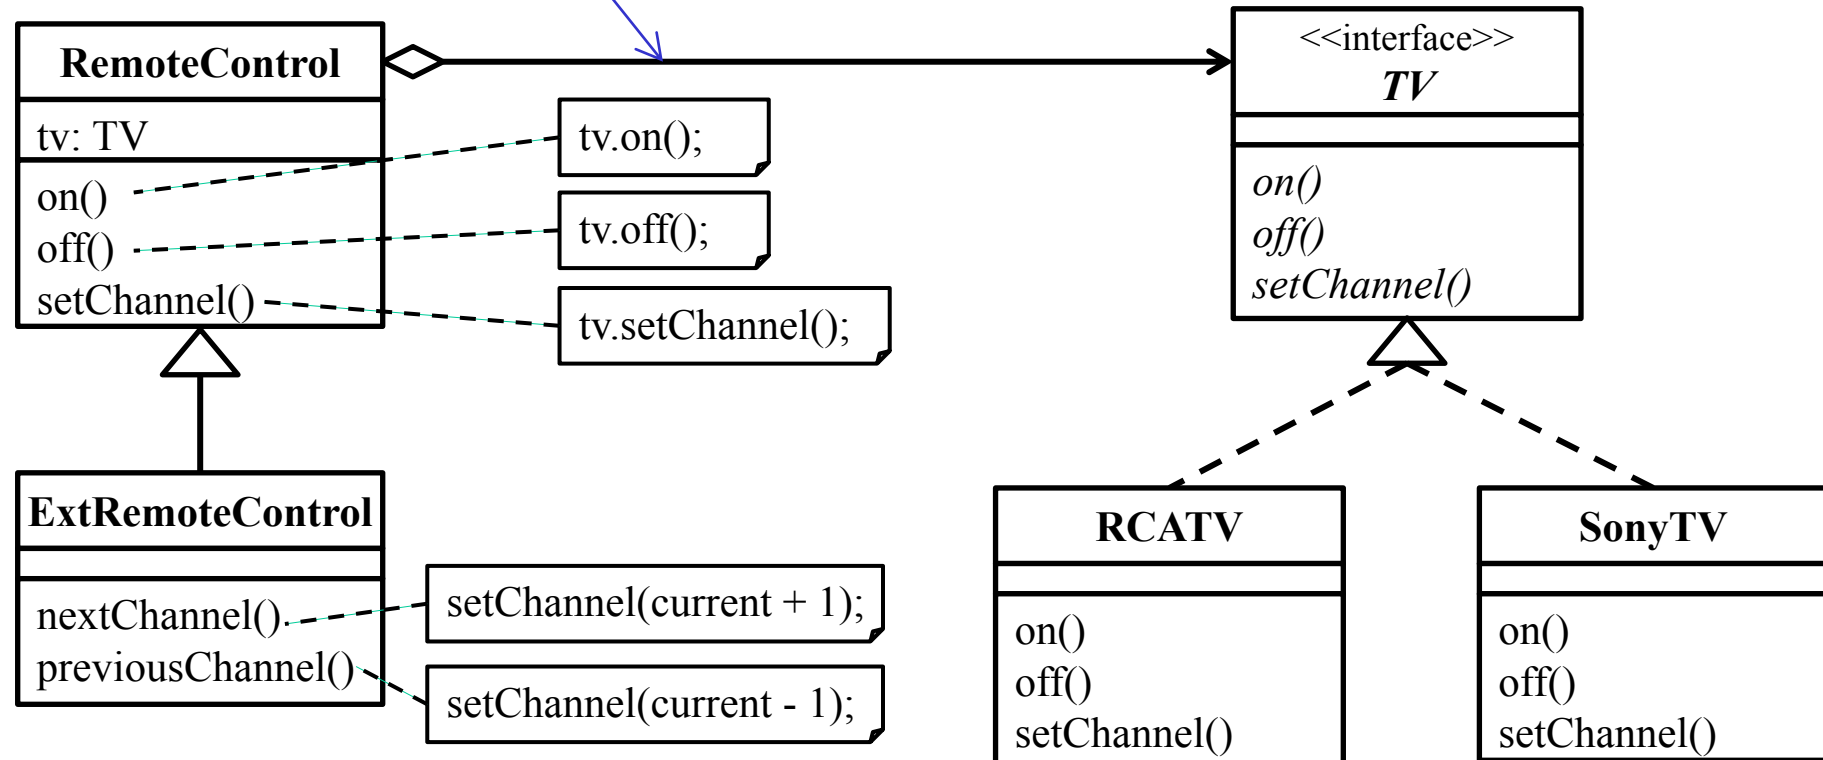 RemoteControl
tv: TV
on()
off()
setChannel()
tv.on();
tv.off();
tv.setChannel();
<<interface>>
TV
on()
off()
setChannel()
ExtRemoteControl
nextChannel()
previousChannel()
setChannel(current + 1);
setChannel(current - 1);
RCATV
on()
off()
setChannel()
SonyTV
on()
off()
setChannel()